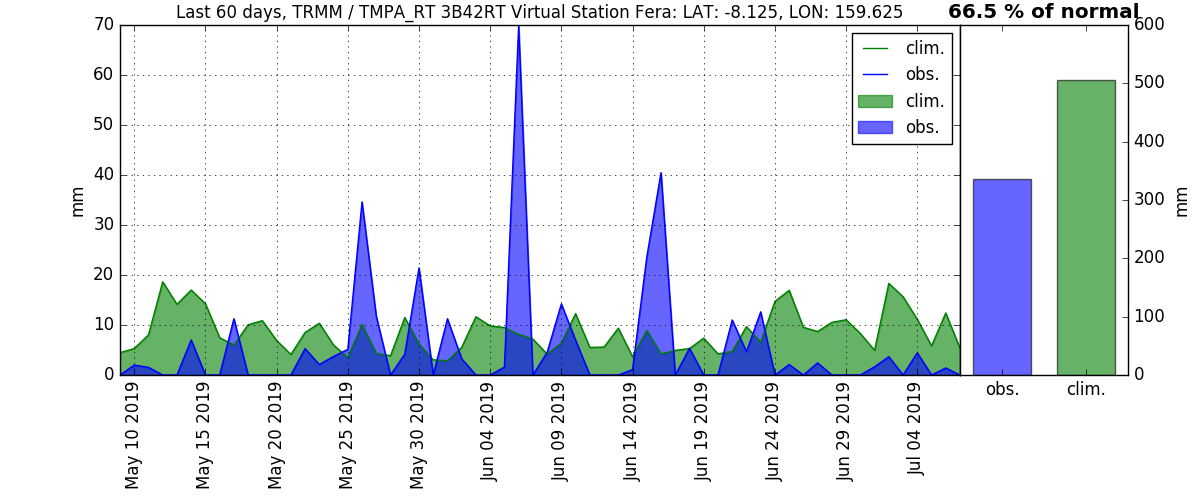 Last 60 days, TRMM / TMPA_RT 3B42RT Virtual Station Fera: LAT: -8.125, LON: 159.625
66.5 % of normal
70
60
50
40
30
20
10
0
mm
clim.
obs.
clim.
obs.
May 10 2019
May 15 2019
May 20 2019
May 25 2019
May 30 2019
Jun 04 2019
Jun 09 2019
Jun 14 2019
Jun 19 2019
Jun 24 2019
Jun 29 2019
Jul 04 2019
600
500
400
300
200
100
0
mm
obs.
clim.